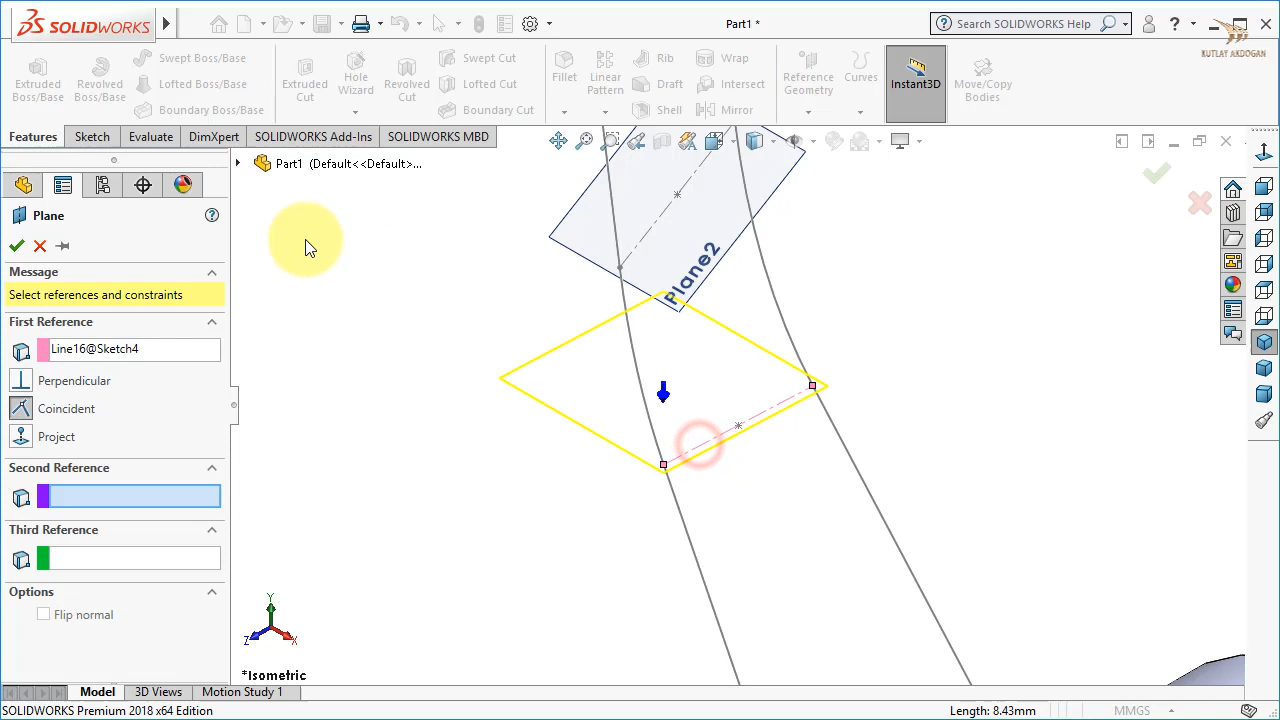 SOLIDWORKS
Part1 *
Search SOLIDWORKS Help
KUTLAY AKDOGAN
Extruded Boss/Base
Revolved Boss/Base
Swept Boss/Base
Lofted Boss/Base
Boundary Boss/Base
Extruded Cut
Hole Wizard
Revolved Cut
Swept Cut
Lofted Cut
Boundary Cut
Fillet
Linear Pattern
Rib
Draft
Shell
Wrap
Intersect
Mirror
Reference Geometry
Curves
Instant3D
Move/Copy Bodies
Features
Sketch
Evaluate
DimXpert
SOLIDWORKS Add-Ins
SOLIDWORKS MBD
Part1 (Default<<Default>...
Plane
Message
Select references and constraints
First Reference
Line16@Sketch4
Perpendicular
Coincident
Project
Second Reference
Third Reference
Options
Flip normal
Plane2
Y
Z
X
*Isometric
Model
3D Views
Motion Study 1
SOLIDWORKS Premium 2018 x64 Edition
Length: 8.43mm
MMGS